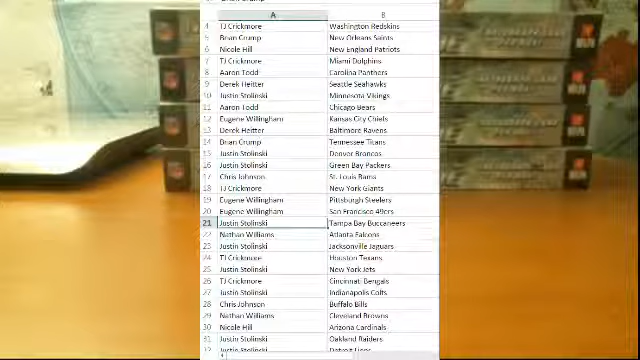 A B
4 TJ Crickmore Washington Redskins
5 Brian Crump New Orleans Saints
6 Nicole Hill New England Patriots
7 TJ Crickmore Miami Dolphins
8 Aaron Todd Carolina Panthers
9 Derek Heitter Seattle Seahawks
10 Justin Stolinski Minnesota Vikings
11 Aaron Todd Chicago Bears
12 Eugene Willingham Kansas City Chiefs
13 Derek Heitter Baltimore Ravens
14 Brian Crump Tennessee Titans
15 Justin Stolinski Denver Broncos
16 Justin Stolinski Green Bay Packers
17 Chris Johnson St. Louis Rams
18 TJ Crickmore New York Giants
19 Eugene Willingham Pittsburgh Steelers
20 Eugene Willingham San Francisco 49ers
21 Justin Stolinski Tampa Bay Buccaneers
22 Nathan Williams Atlanta Falcons
23 Justin Stolinski Jacksonville Jaguars
24 TJ Crickmore Houston Texans
25 Justin Stolinski New York Jets
26 TJ Crickmore Cincinnati Bengals
27 Justin Stolinski Indianapolis Colts
28 Chris Johnson Buffalo Bills
29 Nathan Williams Cleveland Browns
30 Nicole Hill Arizona Cardinals
31 Justin Stolinski Oakland Raiders
32 Justin Stolinski Detroit Lions